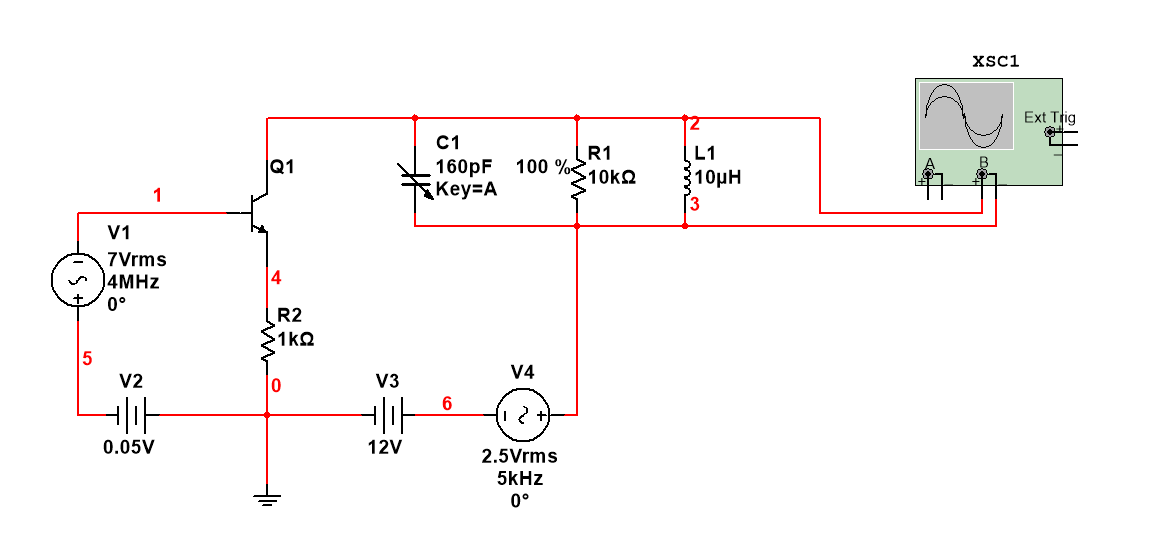 XSC1
Ext Trig
+
−
A
B
+
−
+
−
2
C1
160pF
Key=A
100 %
R1
10kΩ
L1
10µH
3
Q1
1
V1
7Vrms
4MHz
0°
−
+
4
R2
1kΩ
5
0
V2
0.05V
V3
12V
6
V4
+
2.5Vrms
5kHz
0°